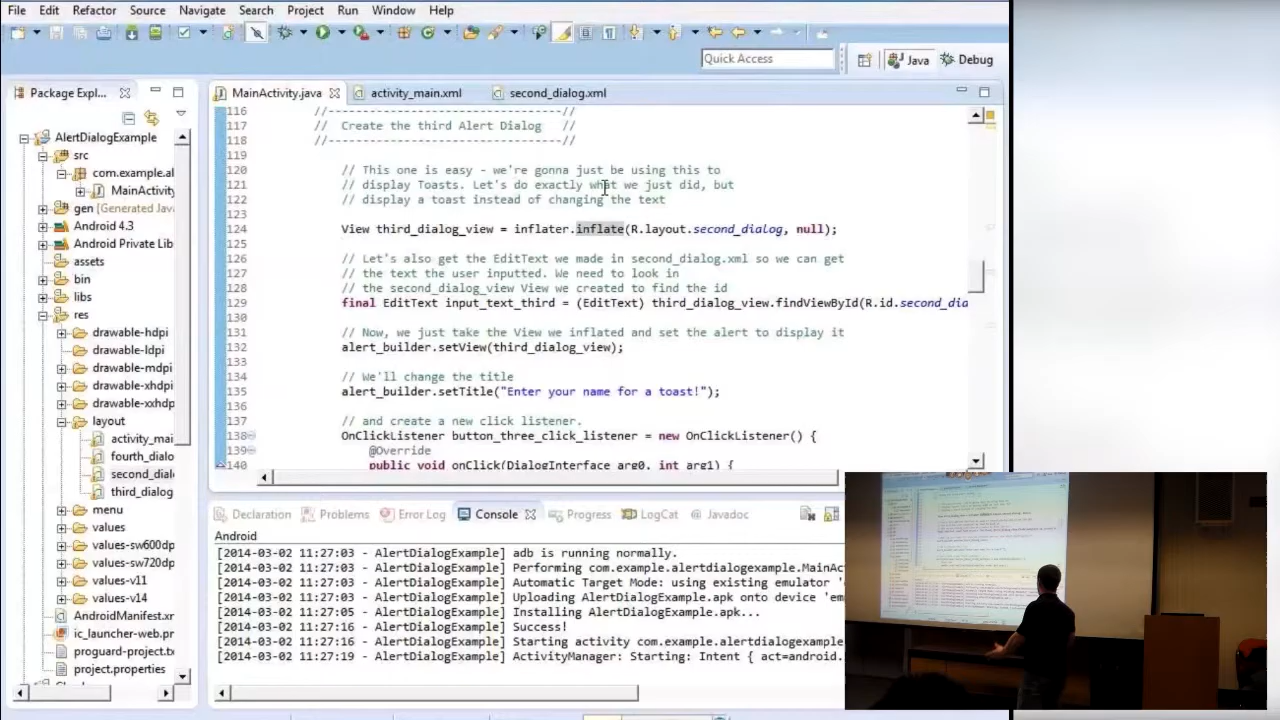 File Edit Refactor Source Navigate Search Project Run Window Help
Quick Access
Java
Debug
Package Expl...
MainActivity.java
activity_main.xml
second_dialog.xml
AlertDialogExample
src
com.example.al
MainActivity
gen (Generated Java
Android 4.3
Android Private Lib
assets
bin
libs
res
drawable-hdpi
drawable-ldpi
drawable-mdpi
drawable-xhdpi
drawable-xxhdp
layout
activity_mai
fourth_dialo
second_dial
third_dialog
menu
values
values-sw600dp
values-sw720dp
values-v11
values-v14
AndroidManifest.xm
ic_launcher-web.pr
proguard-project.tx
project.properties
116 //----------------------------------//
117 // Create the third Alert Dialog //
118 //----------------------------------//
119
120 // This one is easy - we're gonna just be using this to
121 // display Toasts. Let's do exactly what we just did, but
122 // display a toast instead of changing the text
123
124 View third_dialog_view = inflater.inflate(R.layout.second_dialog, null);
125
126 // Let's also get the EditText we made in second_dialog.xml so we can get
127 // the text the user inputted. We need to look in
128 // the second_dialog_view View we created to find the id
129 final EditText input_text_third = (EditText) third_dialog_view.findViewById(R.id.second_dia
130
131 // Now, we just take the View we inflated and set the alert to display it
132 alert_builder.setView(third_dialog_view);
133
134 // We'll change the title
135 alert_builder.setTitle("Enter your name for a toast!");
136
137 // and create a new click listener.
138 OnClickListener button_three_click_listener = new OnClickListener() {
139 @Override
140 public void onClick(DialogInterface arg0, int arg1) {
Problems
Console
LogCat
Android
[2014-03-02 11:27:03 - AlertDialogExample] adb is running normally.
[2014-03-02 11:27:03 - AlertDialogExample] Performing com.example.alertdialogexample.MainAc
[2014-03-02 11:27:03 - AlertDialogExample] Automatic Target Mode: using existing emulator '
[2014-03-02 11:27:03 - AlertDialogExample] Uploading AlertDialogExample.apk onto device 'em
[2014-03-02 11:27:05 - AlertDialogExample] Installing AlertDialogExample.apk...
[2014-03-02 11:27:16 - AlertDialogExample] Success!
[2014-03-02 11:27:16 - AlertDialogExample] Starting activity com.example.alertdialogexample
[2014-03-02 11:27:19 - AlertDialogExample] ActivityManager: Starting: Intent { act=android.